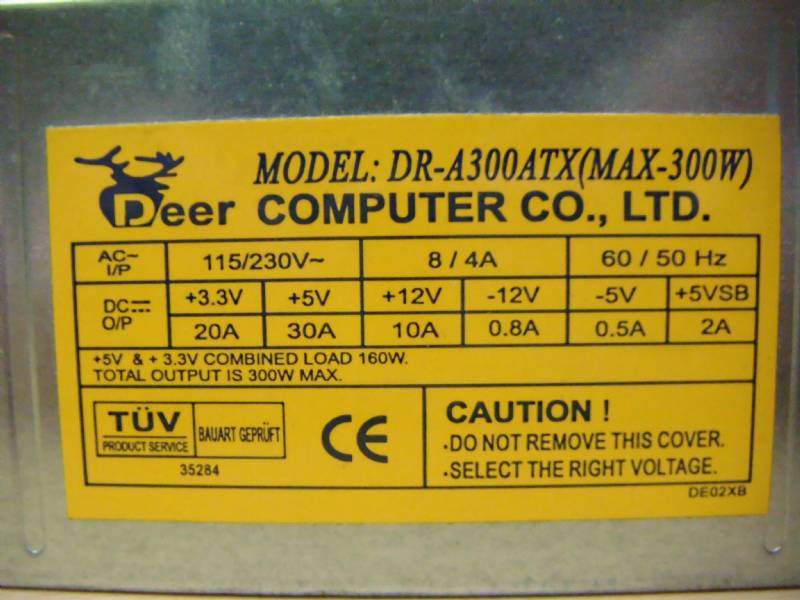 MODEL: DR-A300ATX(MAX-300W)
Deer COMPUTER CO., LTD.
AC~ I/P 115/230V~ 8 / 4A 60 / 50 Hz
DC O/P +3.3V +5V +12V -12V -5V +5VSB
20A 30A 10A 0.8A 0.5A 2A
+5V & + 3.3V COMBINED LOAD 160W.
TOTAL OUTPUT IS 300W MAX.
TÜV
PRODUCT SERVICE
BAUART GEPRÜFT
35284
CE
CAUTION !
.DO NOT REMOVE THIS COVER.
.SELECT THE RIGHT VOLTAGE.
DE02XB